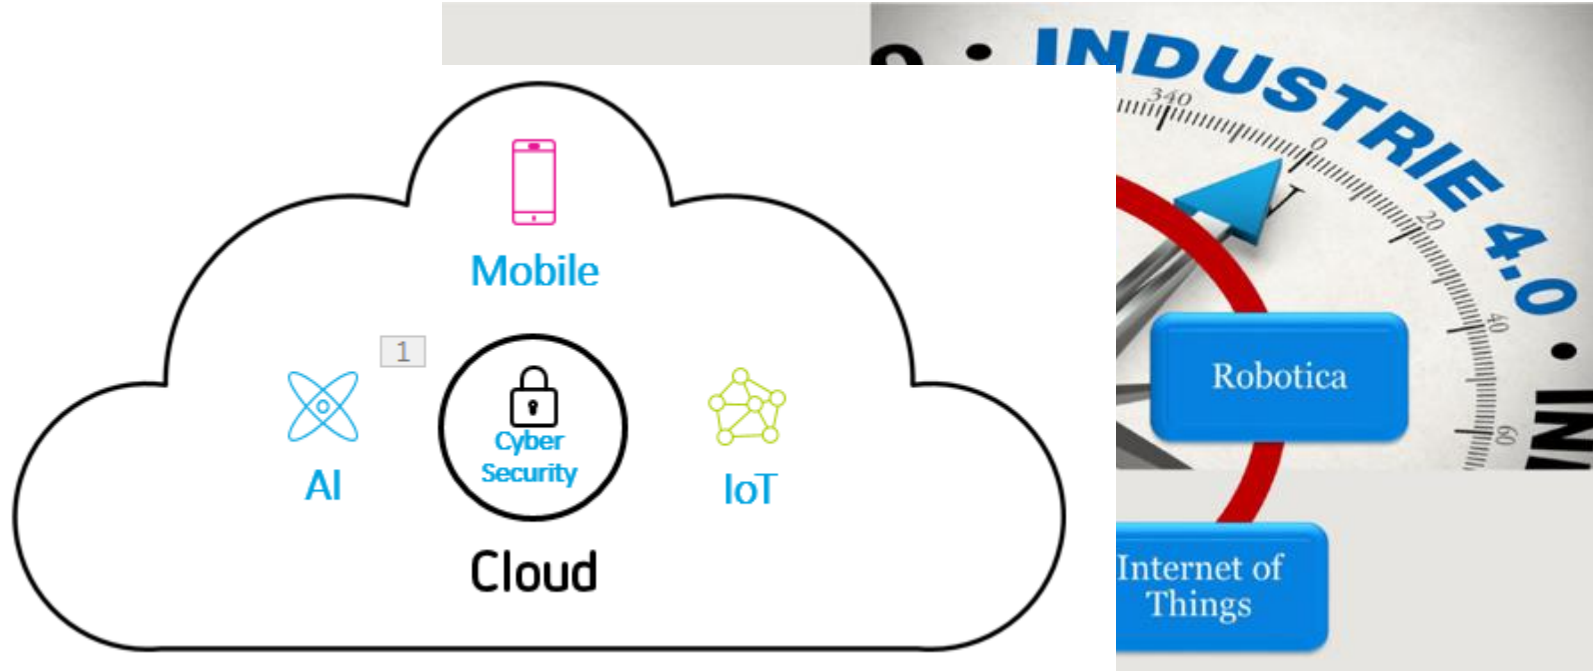 INDUSTRIE 4.0
340
0
20
40
60
Mobile
1
Cyber
Security
AI
IoT
Cloud
Robotica
Internet of
Things